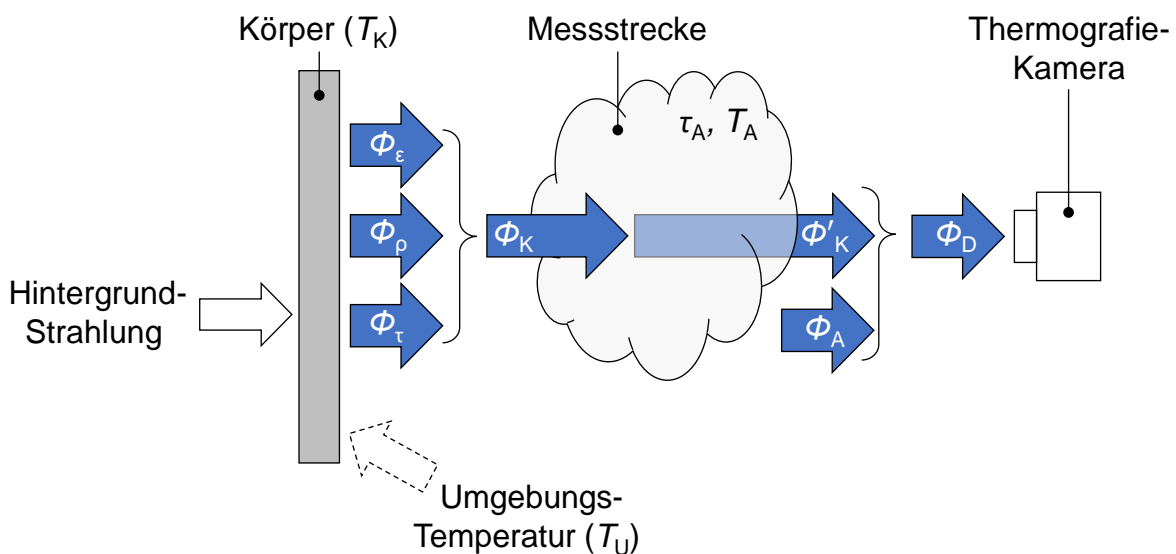 Körper (T_K)
Messstrecke
Thermografie-
Kamera
τ_A, T_A
Φ_ε
Φ_ρ
Φ_K
Φ′_K
Φ_D
Hintergrund-
Strahlung
Φ_τ
Φ_A
Umgebungs-
Temperatur (T_U)